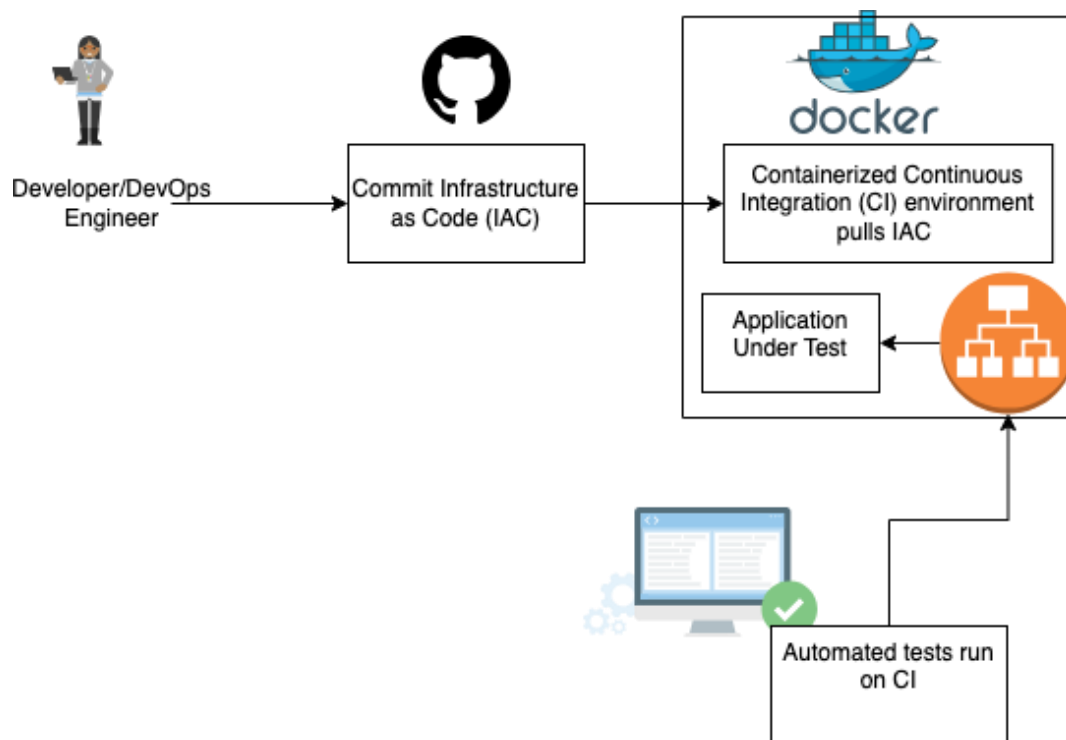 docker
Developer/DevOps
Engineer
Commit Infrastructure
as Code (IAC)
Containerized Continuous
Integration (CI) environment
pulls IAC
Application
Under Test
Automated tests run
on CI